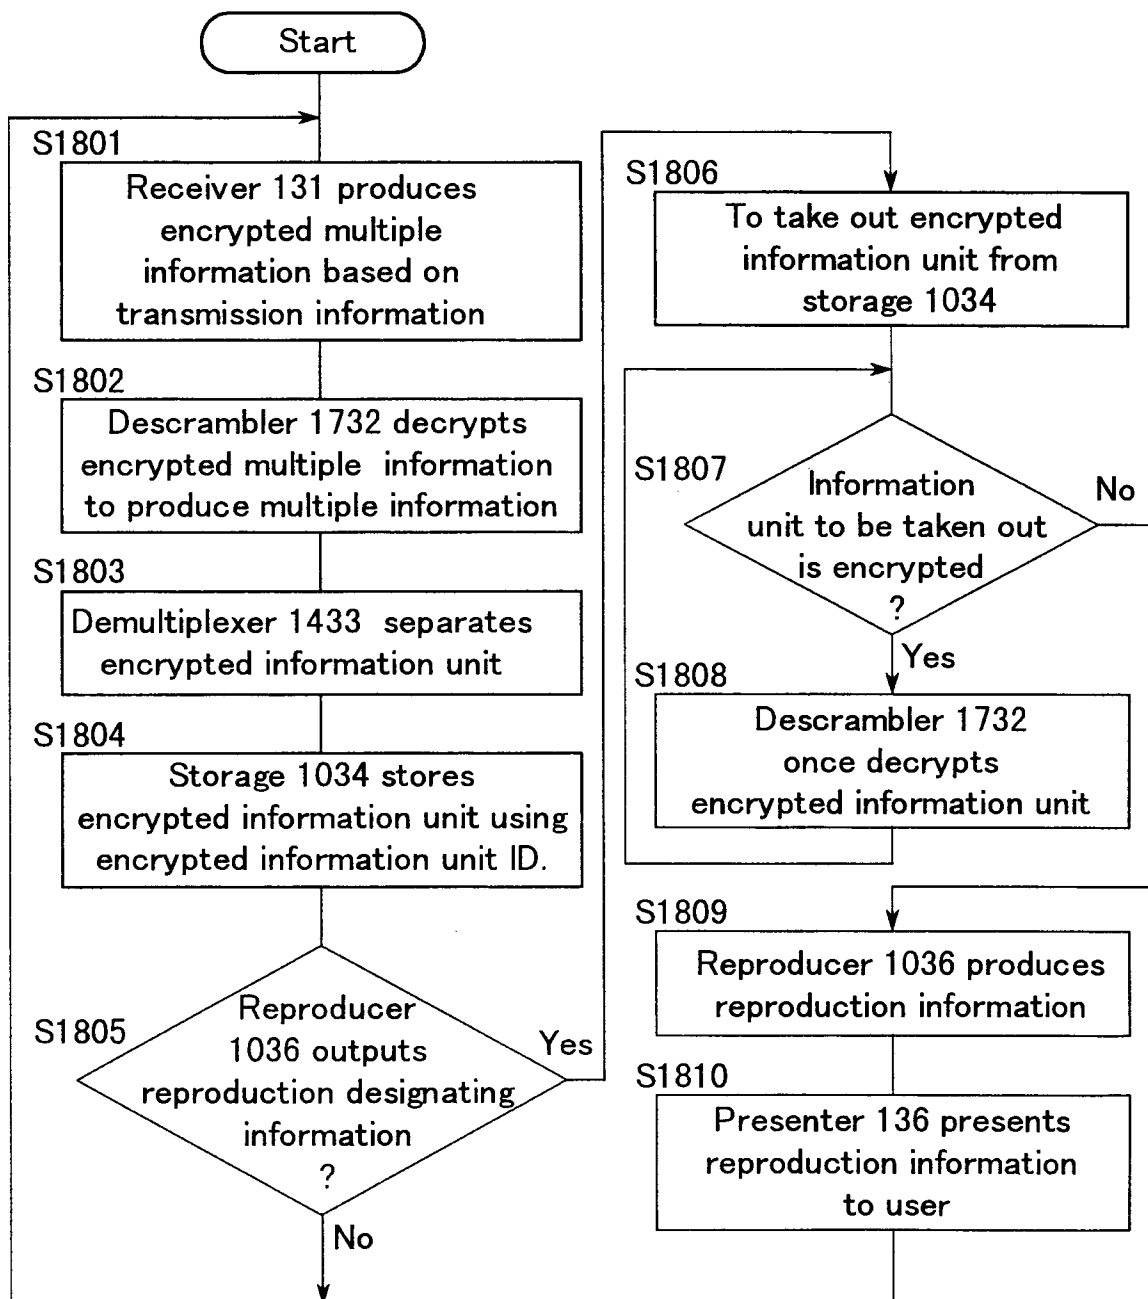 Start
S1801
Receiver 131 produces
encrypted multiple
information based on
transmission information
S1802
Descrambler 1732 decrypts
encrypted multiple information
to produce multiple information
S1803
Demultiplexer 1433 separates
encrypted information unit
S1804
Storage 1034 stores
encrypted information unit using
encrypted information unit ID.
S1805
Reproducer
1036 outputs
reproduction designating
information
?
Yes
No
S1806
To take out encrypted
information unit from
storage 1034
S1807
Information
unit to be taken out
is encrypted
?
No
Yes
S1808
Descrambler 1732
once decrypts
encrypted information unit
S1809
Reproducer 1036 produces
reproduction information
S1810
Presenter 136 presents
reproduction information
to user